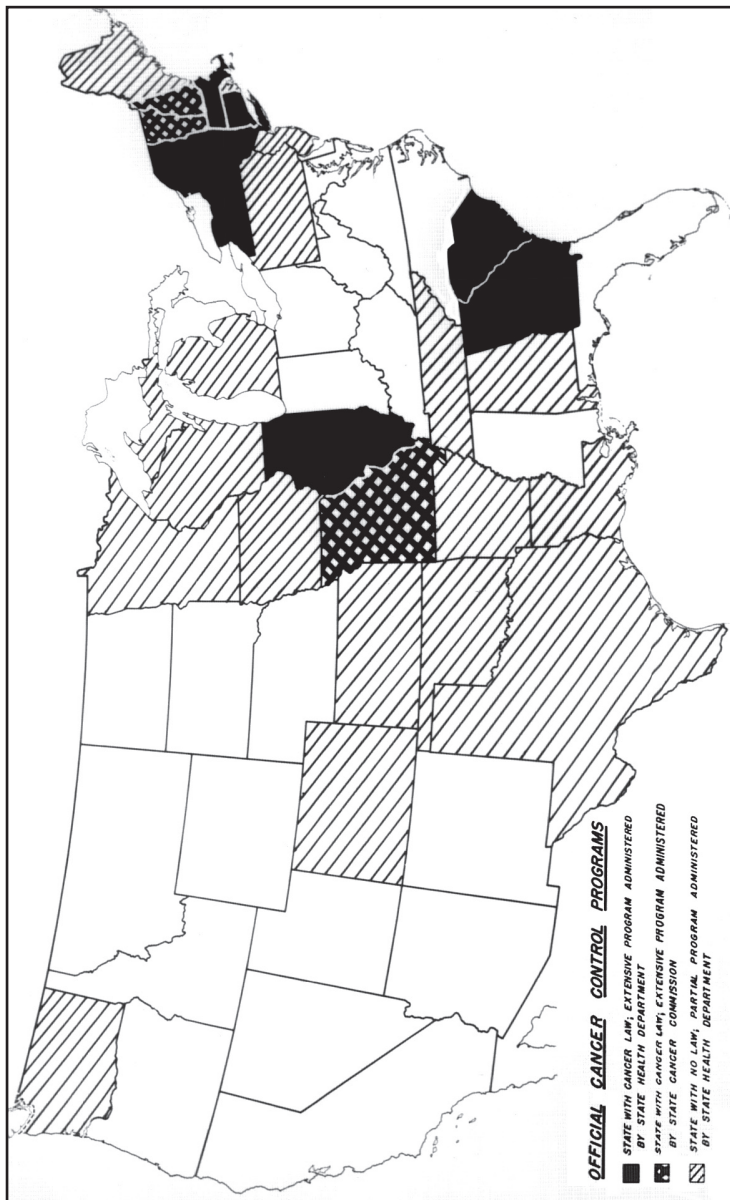 OFFICIAL CANCER CONTROL PROGRAMS
STATE WITH CANCER LAW; EXTENSIVE PROGRAM ADMINISTERED
BY STATE HEALTH DEPARTMENT
STATE WITH CANCER LAW; EXTENSIVE PROGRAM ADMINISTERED
BY STATE CANCER COMMISSION
STATE WITH NO LAW; PARTIAL PROGRAM ADMINISTERED
BY STATE HEALTH DEPARTMENT